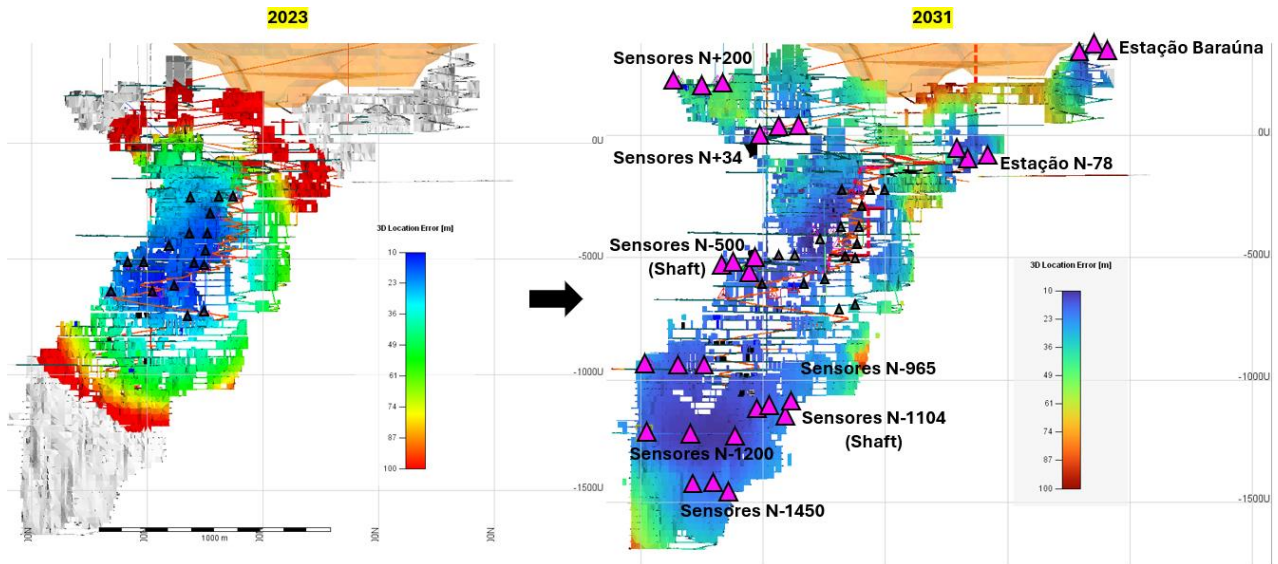 2023
2031
Sensores N+200
Estação Baraúna
0U
0U
Sensores N+34
Estação N-78
3D Location Error [m]
10
23
36
48
61
74
87
100
Sensores N-500
(Shaft)
-500U
-500U
3D Location Error [m]
10
23
36
48
61
74
87
100
-1000U
-1000U
Sensores N-965
Sensores N-1104
(Shaft)
Sensores N-1200
-1500U
-1500U
Sensores N-1450
1000 m